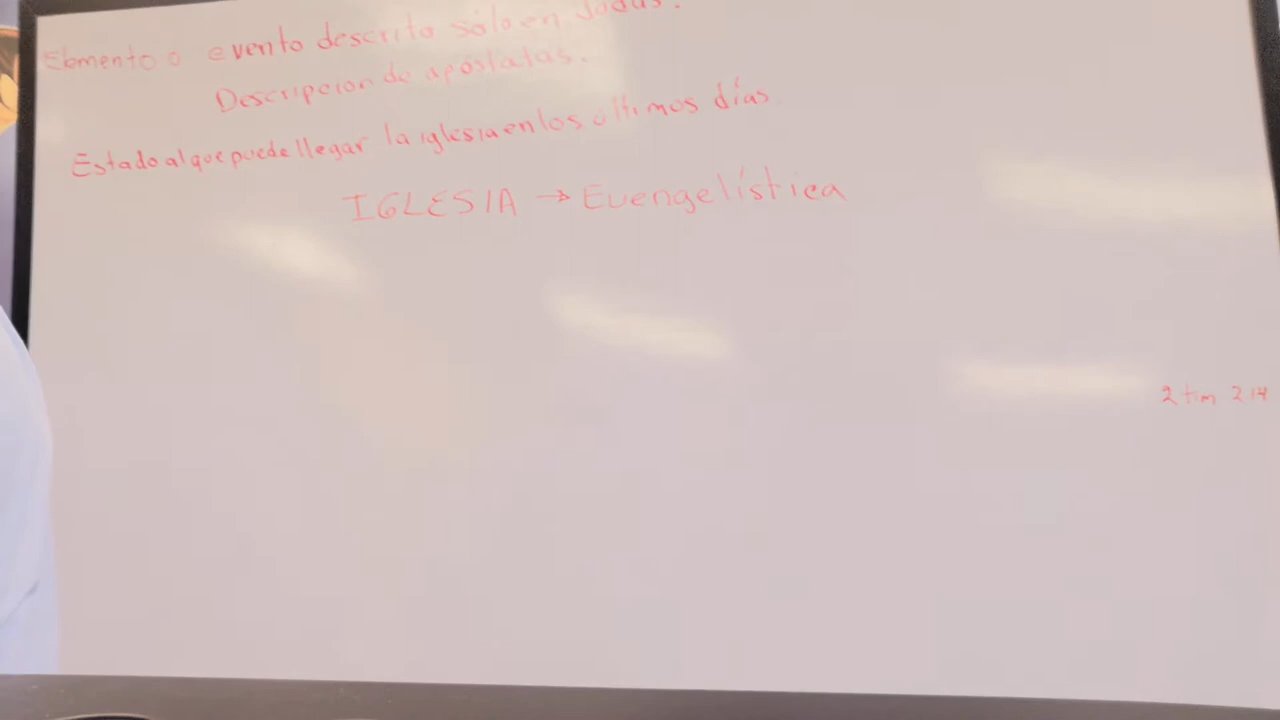 Elemento o evento descrito sólo en Judas.
Descripcion de apóstatas.
Estado al que puede llegar la iglesia en los últimos días
IGLESIA → Evengelística
2 tim 2.14